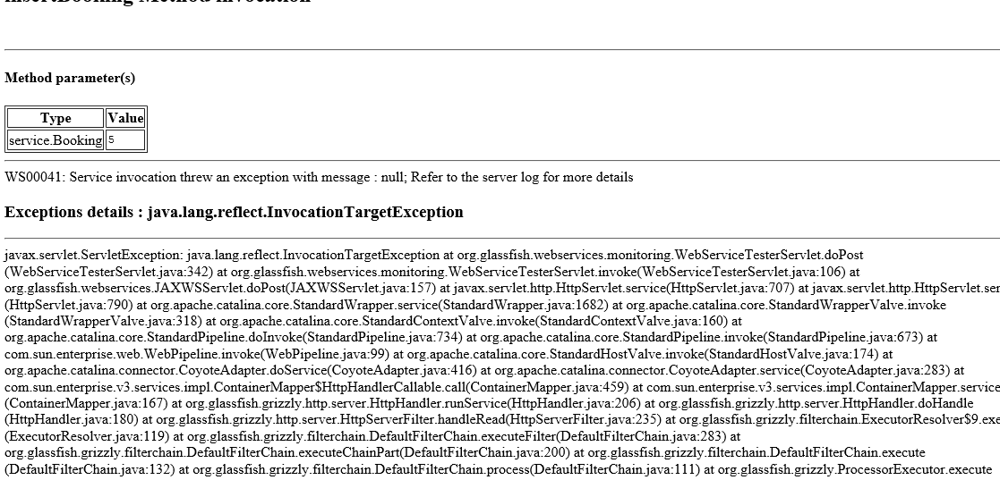 insertBooking Method invocation
Method parameter(s)
Type Value
service.Booking 5
WS00041: Service invocation threw an exception with message : null; Refer to the server log for more details
Exceptions details : java.lang.reflect.InvocationTargetException
javax.servlet.ServletException: java.lang.reflect.InvocationTargetException at org.glassfish.webservices.monitoring.WebServiceTesterServlet.doPost
(WebServiceTesterServlet.java:342) at org.glassfish.webservices.monitoring.WebServiceTesterServlet.invoke(WebServiceTesterServlet.java:106) at
org.glassfish.webservices.JAXWSServlet.doPost(JAXWSServlet.java:157) at javax.servlet.http.HttpServlet.service(HttpServlet.java:707) at javax.servlet.http.HttpServlet.ser
(HttpServlet.java:790) at org.apache.catalina.core.StandardWrapper.service(StandardWrapper.java:1682) at org.apache.catalina.core.StandardWrapperValve.invoke
(StandardWrapperValve.java:318) at org.apache.catalina.core.StandardContextValve.invoke(StandardContextValve.java:160) at
org.apache.catalina.core.StandardPipeline.doInvoke(StandardPipeline.java:734) at org.apache.catalina.core.StandardPipeline.invoke(StandardPipeline.java:673) at
com.sun.enterprise.web.WebPipeline.invoke(WebPipeline.java:99) at org.apache.catalina.core.StandardHostValve.invoke(StandardHostValve.java:174) at
org.apache.catalina.connector.CoyoteAdapter.doService(CoyoteAdapter.java:416) at org.apache.catalina.connector.CoyoteAdapter.service(CoyoteAdapter.java:283) at
com.sun.enterprise.v3.services.impl.ContainerMapper$HttpHandlerCallable.call(ContainerMapper.java:459) at com.sun.enterprise.v3.services.impl.ContainerMapper.service
(ContainerMapper.java:167) at org.glassfish.grizzly.http.server.HttpHandler.runService(HttpHandler.java:206) at org.glassfish.grizzly.http.server.HttpHandler.doHandle
(HttpHandler.java:180) at org.glassfish.grizzly.http.server.HttpServerFilter.handleRead(HttpServerFilter.java:235) at org.glassfish.grizzly.filterchain.ExecutorResolver$9.exe
(ExecutorResolver.java:119) at org.glassfish.grizzly.filterchain.DefaultFilterChain.executeFilter(DefaultFilterChain.java:283) at
org.glassfish.grizzly.filterchain.DefaultFilterChain.executeChainPart(DefaultFilterChain.java:200) at org.glassfish.grizzly.filterchain.DefaultFilterChain.execute
(DefaultFilterChain.java:132) at org.glassfish.grizzly.filterchain.DefaultFilterChain.process(DefaultFilterChain.java:111) at org.glassfish.grizzly.ProcessorExecutor.execute